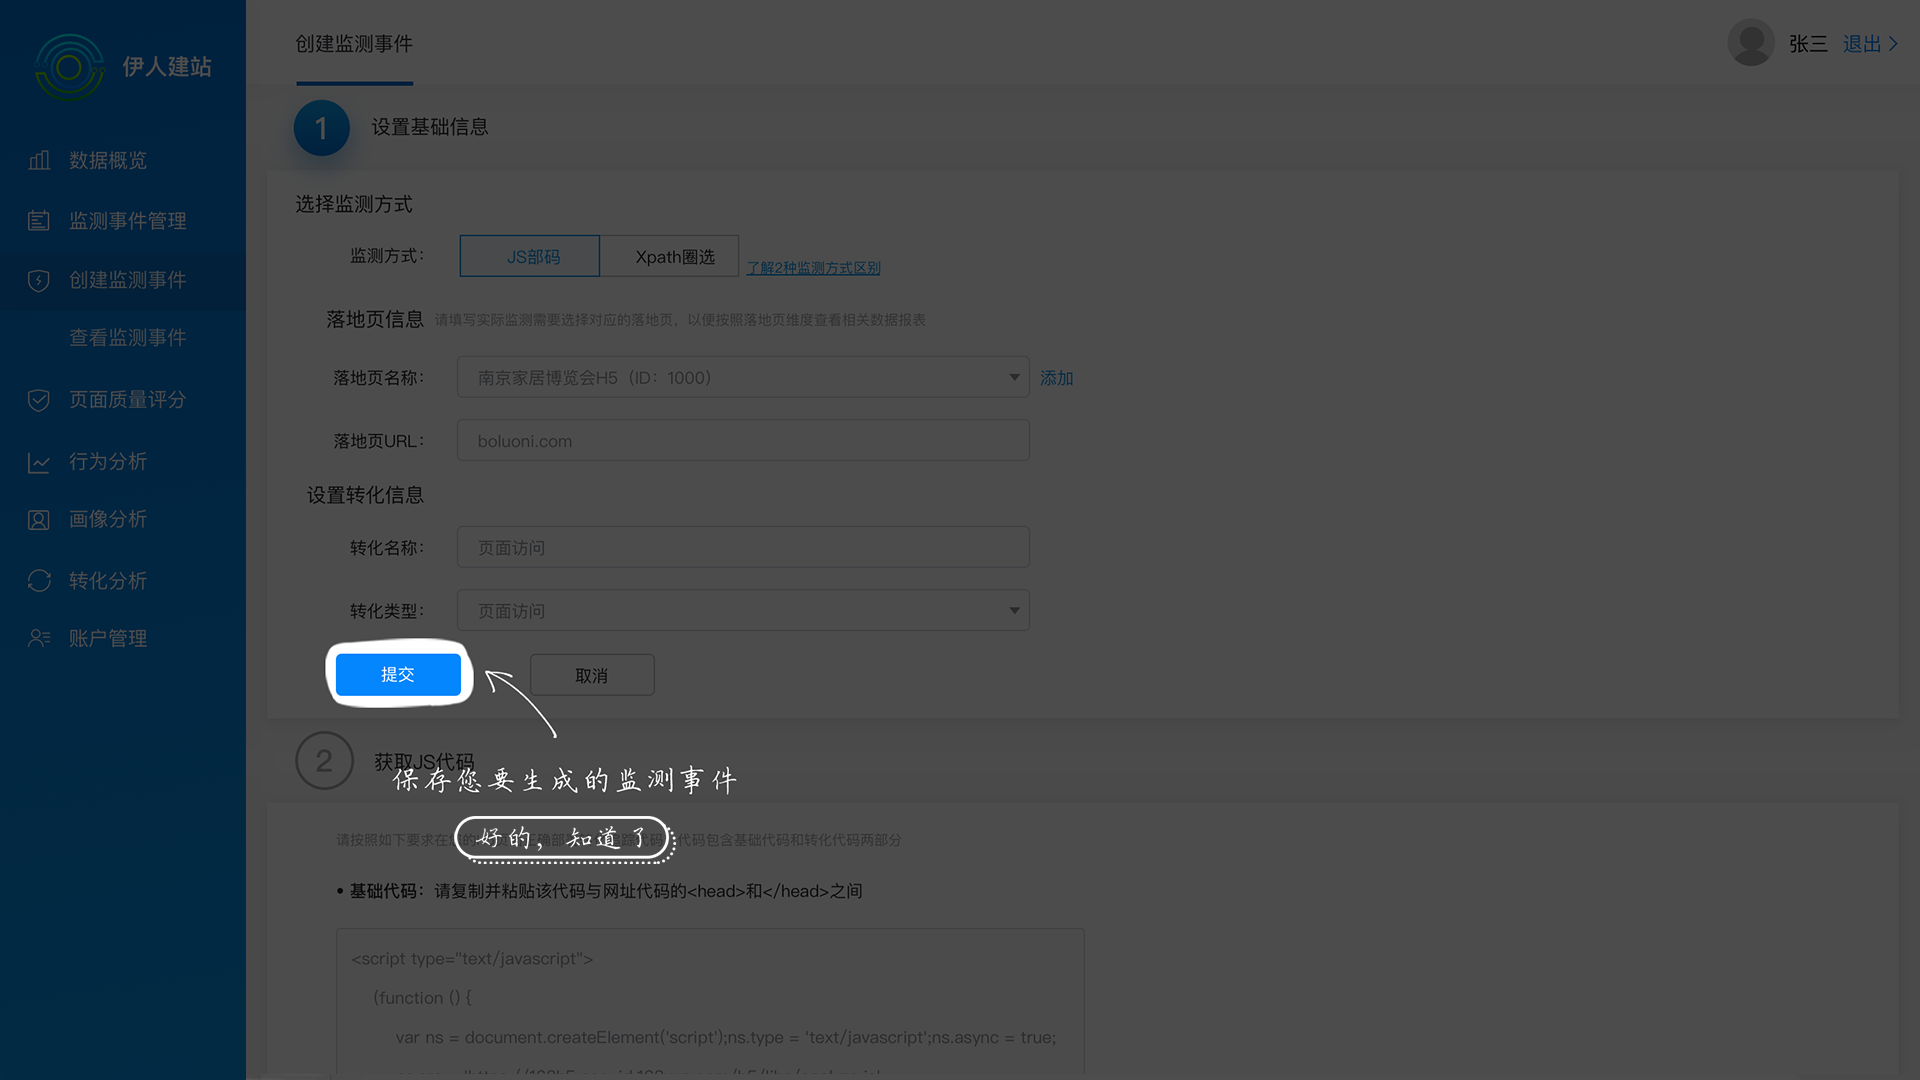 伊人建站
创建监测事件
张三 退出
数据概览
监测事件管理
创建监测事件
查看监测事件
页面质量评分
行为分析
画像分析
转化分析
账户管理
1 设置基础信息
选择监测方式
监测方式： JS部码 Xpath圈选 了解2种监测方式区别
落地页信息 请填写实际监测需要选择对应的落地页，以便按照落地页维度查看相关数据报表
落地页名称： 南京家居博览会H5（ID：1000） 添加
落地页URL： boluoni.com
设置转化信息
转化名称： 页面访问
转化类型： 页面访问
提交 取消
2 获取JS代码
保存您要生成的监测事件
好的，知道了
请按照如下要求在 代码包含基础代码和转化代码两部分
• 基础代码：请复制并粘贴该代码与网址代码的<head>和</head>之间
<script type="text/javascript">
(function () {
var ns = document.createElement('script');ns.type = 'text/javascript';ns.async = true;